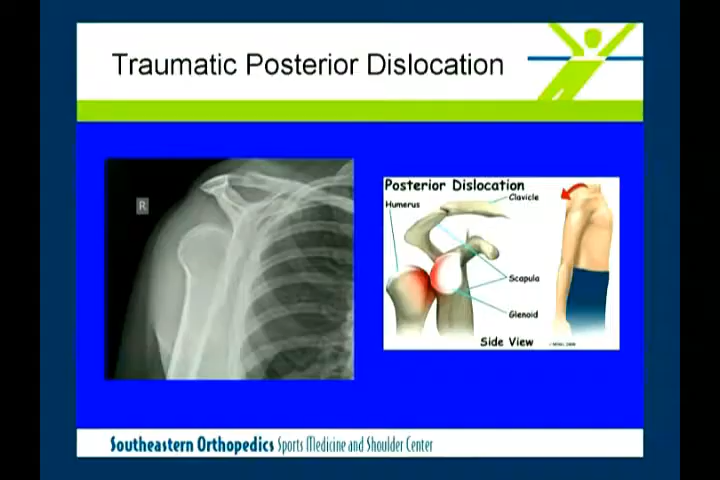 Traumatic Posterior Dislocation
R
Posterior Dislocation
Humerus
Clavicle
Scapula
Glenoid
Side View
Southeastern Orthopedics Sports Medicine and Shoulder Center